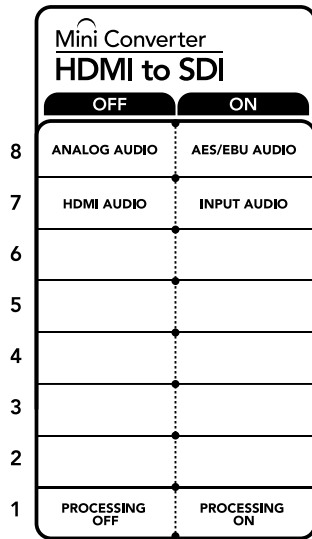 Mini Converter
HDMI to SDI
OFF ON
8 ANALOG AUDIO AES/EBU AUDIO
7 HDMI AUDIO INPUT AUDIO
6
5
4
3
2
1 PROCESSING OFF PROCESSING ON